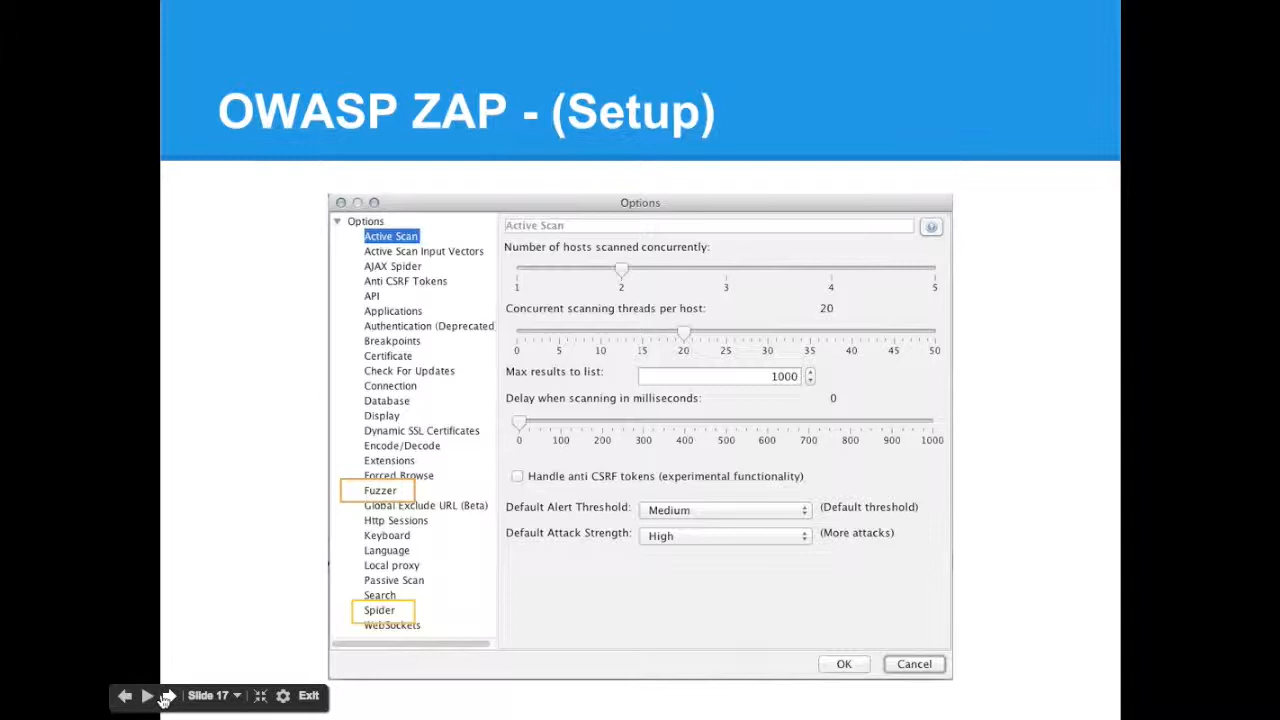 OWASP ZAP - (Setup)
Options
Options
Active Scan
Active Scan Input Vectors
AJAX Spider
Anti CSRF Tokens
API
Applications
Authentication (Deprecated)
Breakpoints
Certificate
Check For Updates
Connection
Database
Display
Dynamic SSL Certificates
Encode/Decode
Extensions
Forced Browse
Fuzzer
Global Exclude URL (Beta)
Http Sessions
Keyboard
Language
Local proxy
Passive Scan
Search
Spider
WebSockets
Active Scan
Number of hosts scanned concurrently:
1 2 3 4 5
Concurrent scanning threads per host: 20
0 5 10 15 20 25 30 35 40 45 50
Max results to list: 1000
Delay when scanning in milliseconds: 0
0 100 200 300 400 500 600 700 800 900 1000
Handle anti CSRF tokens (experimental functionality)
Default Alert Threshold: Medium (Default threshold)
Default Attack Strength: High (More attacks)
OK Cancel
Slide 17 Exit